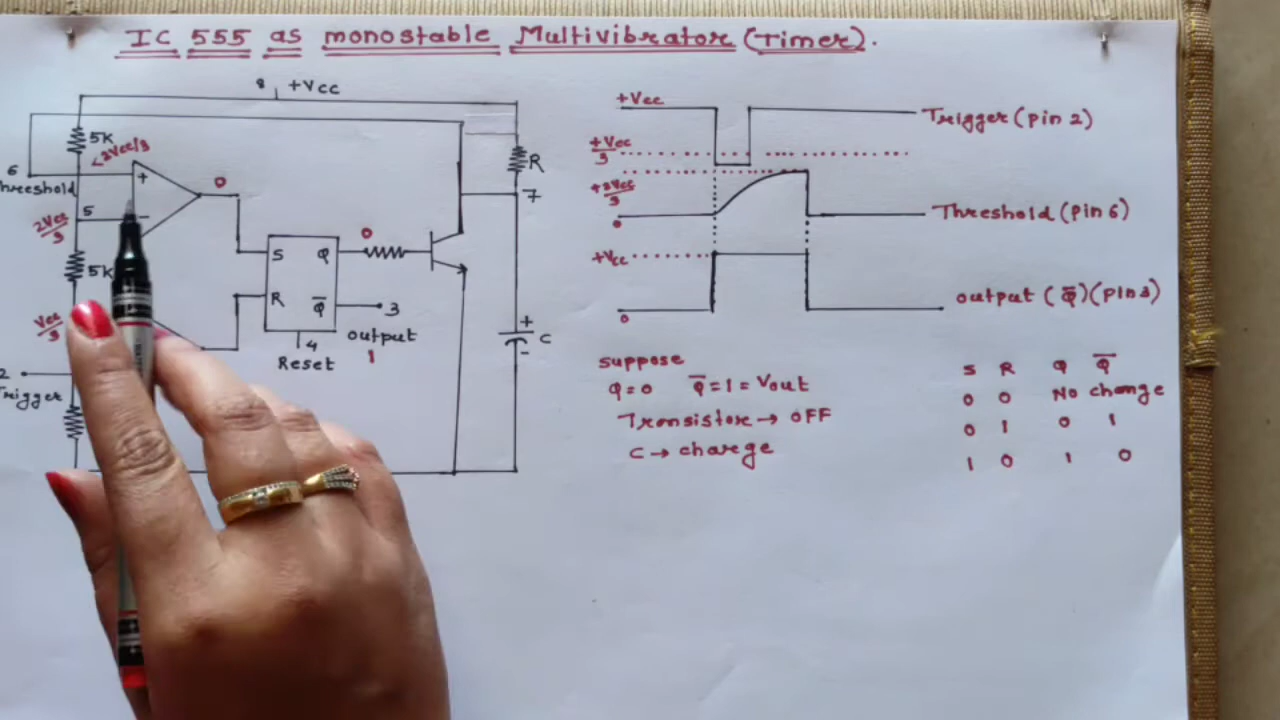 IC 555 as monostable Multivibrator (Timer).
8 +Vcc
5K
<2Vcc/3
6
Threeshold
+
0
5
2Vcc/3
-
5K
S Q
0
R
7
R Q̅
3
output
1
4
Reset
Vcc/3
2
Trigger
+
C
-
+Vcc
Trigger (pin 2)
+Vcc/3
+2Vcc/3
0
Threshold (pin 6)
+Vcc
0
output (Q̅) (pin 3)
suppose
Q=0 Q̅=1=Vout
Transistor → OFF
C → charge
S R Q Q̅
0 0 No change
0 1 0 1
1 0 1 0